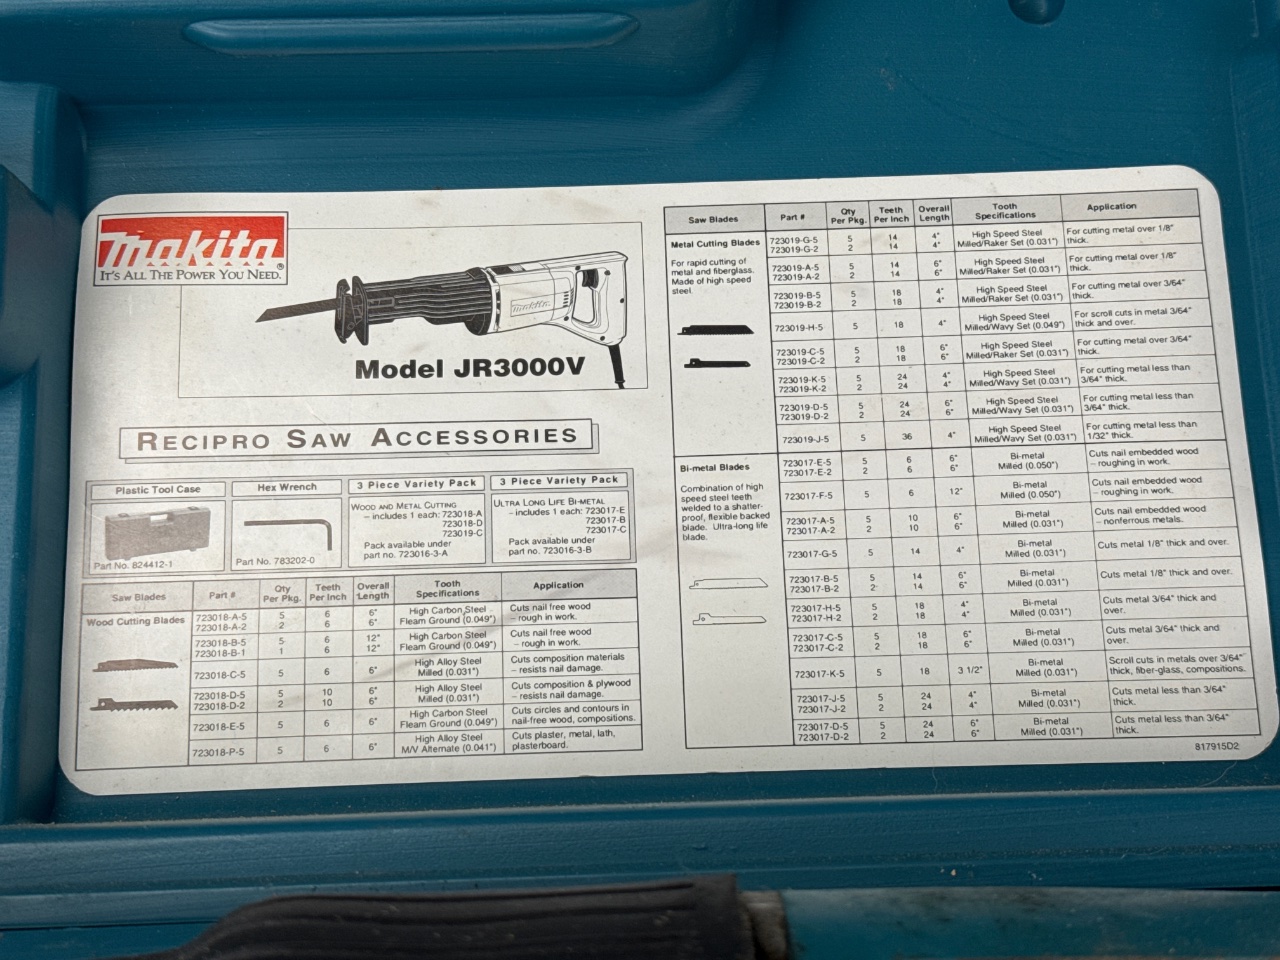 Makita®
IT'S ALL THE POWER YOU NEED.
Makita
Model JR3000V
RECIPRO SAW ACCESSORIES
Plastic Tool Case
Part No. 824412-1
Hex Wrench
Part No. 783202-0
3 Piece Variety Pack
WOOD AND METAL CUTTING
– includes 1 each: 723018-A
723018-D
723019-C
Pack available under
part no. 723016-3-A
3 Piece Variety Pack
ULTRA LONG LIFE BI-METAL
– includes 1 each: 723017-E
723017-B
723017-C
Pack available under
part no. 723016-3-B
Saw Blades Part # Qty Per Pkg. Teeth Per Inch Overall Length Tooth Specifications Application
Wood Cutting Blades
723018-A-5 5 6 6" High Carbon Steel Cuts nail free wood
723018-A-2 2 6 6" Fleam Ground (0.049") – rough in work.
723018-B-5 5 6 12" High Carbon Steel Cuts nail free wood
723018-B-1 1 6 12" Fleam Ground (0.049") – rough in work.
723018-C-5 5 6 6" High Alloy Steel Milled (0.031") Cuts composition materials – resists nail damage.
723018-D-5 5 10 6" High Alloy Steel Cuts composition & plywood
723018-D-2 2 10 6" Milled (0.031") – resists nail damage.
723018-E-5 5 6 6" High Carbon Steel Fleam Ground (0.049") Cuts circles and contours in nail-free wood, compositions.
723018-P-5 5 6 6" High Alloy Steel M/V Alternate (0.041") Cuts plaster, metal, lath, plasterboard.
Saw Blades Part # Qty Per Pkg. Teeth Per Inch Overall Length Tooth Specifications Application
Metal Cutting Blades
For rapid cutting of
metal and fiberglass.
Made of high speed
steel.
723019-G-5 5 14 4" High Speed Steel For cutting metal over 1/8"
723019-G-2 2 14 4" Milled/Raker Set (0.031") thick.
723019-A-5 5 14 6" High Speed Steel For cutting metal over 1/8"
723019-A-2 2 14 6" Milled/Raker Set (0.031") thick.
723019-B-5 5 18 4" High Speed Steel For cutting metal over 3/64"
723019-B-2 2 18 4" Milled/Raker Set (0.031") thick.
723019-H-5 5 18 4" High Speed Steel Milled/Wavy Set (0.049") For scroll cuts in metal 3/64" thick and over.
723019-C-5 5 18 6" High Speed Steel For cutting metal over 3/64"
723019-C-2 2 18 6" Milled/Raker Set (0.031") thick.
723019-K-5 5 24 4" High Speed Steel For cutting metal less than
723019-K-2 2 24 4" Milled/Wavy Set (0.031") 3/64" thick.
723019-D-5 5 24 6" High Speed Steel For cutting metal less than
723019-D-2 2 24 6" Milled/Wavy Set (0.031") 3/64" thick.
723019-J-5 5 36 4" High Speed Steel Milled/Wavy Set (0.031") For cutting metal less than 1/32" thick.
Bi-metal Blades
Combination of high
speed steel teeth
welded to a shatter-
proof, flexible backed
blade. Ultra-long life
blade.
723017-E-5 5 6 6" Bi-metal Cuts nail embedded wood
723017-E-2 2 6 6" Milled (0.050") – roughing in work.
723017-F-5 5 6 12" Bi-metal Milled (0.050") Cuts nail embedded wood – roughing in work.
723017-A-5 5 10 6" Bi-metal Cuts nail embedded wood
723017-A-2 2 10 6" Milled (0.031") – nonferrous metals.
723017-G-5 5 14 4" Bi-metal Milled (0.031") Cuts metal 1/8" thick and over.
723017-B-5 5 14 6" Bi-metal Cuts metal 1/8" thick and over.
723017-B-2 2 14 6" Milled (0.031")
723017-H-5 5 18 4" Bi-metal Cuts metal 3/64" thick and
723017-H-2 2 18 4" Milled (0.031") over.
723017-C-5 5 18 6" Bi-metal Cuts metal 3/64" thick and
723017-C-2 2 18 6" Milled (0.031") over.
723017-K-5 5 18 3 1/2" Bi-metal Milled (0.031") Scroll cuts in metals over 3/64" thick, fiber-glass, compositions.
723017-J-5 5 24 4" Bi-metal Cuts metal less than 3/64"
723017-J-2 2 24 4" Milled (0.031") thick.
723017-D-5 5 24 6" Bi-metal Cuts metal less than 3/64"
723017-D-2 2 24 6" Milled (0.031") thick.
817915D2